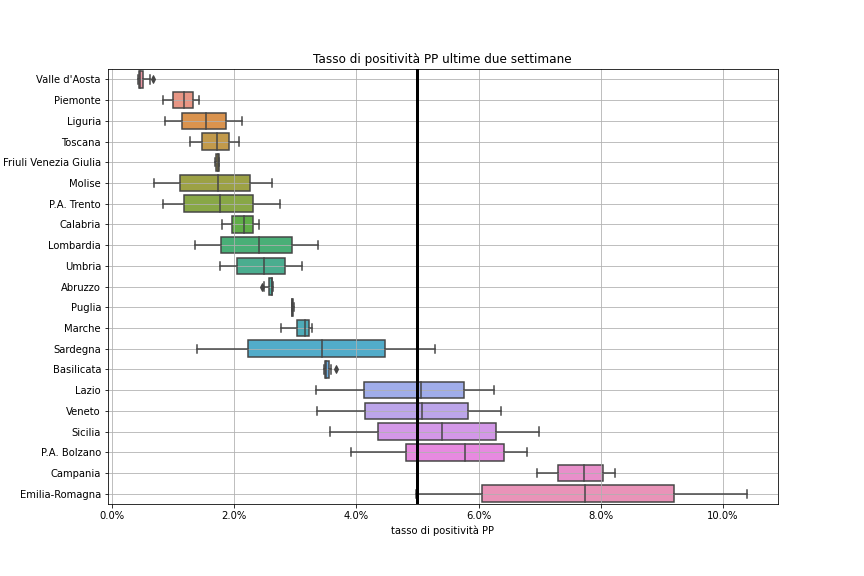 Tasso di positività PP ultime due settimane
Valle d'Aosta
Piemonte
Liguria
Toscana
Friuli Venezia Giulia
Molise
P.A. Trento
Calabria
Lombardia
Umbria
Abruzzo
Puglia
Marche
Sardegna
Basilicata
Lazio
Veneto
Sicilia
P.A. Bolzano
Campania
Emilia-Romagna
0.0% 2.0% 4.0% 6.0% 8.0% 10.0%
tasso di positività PP